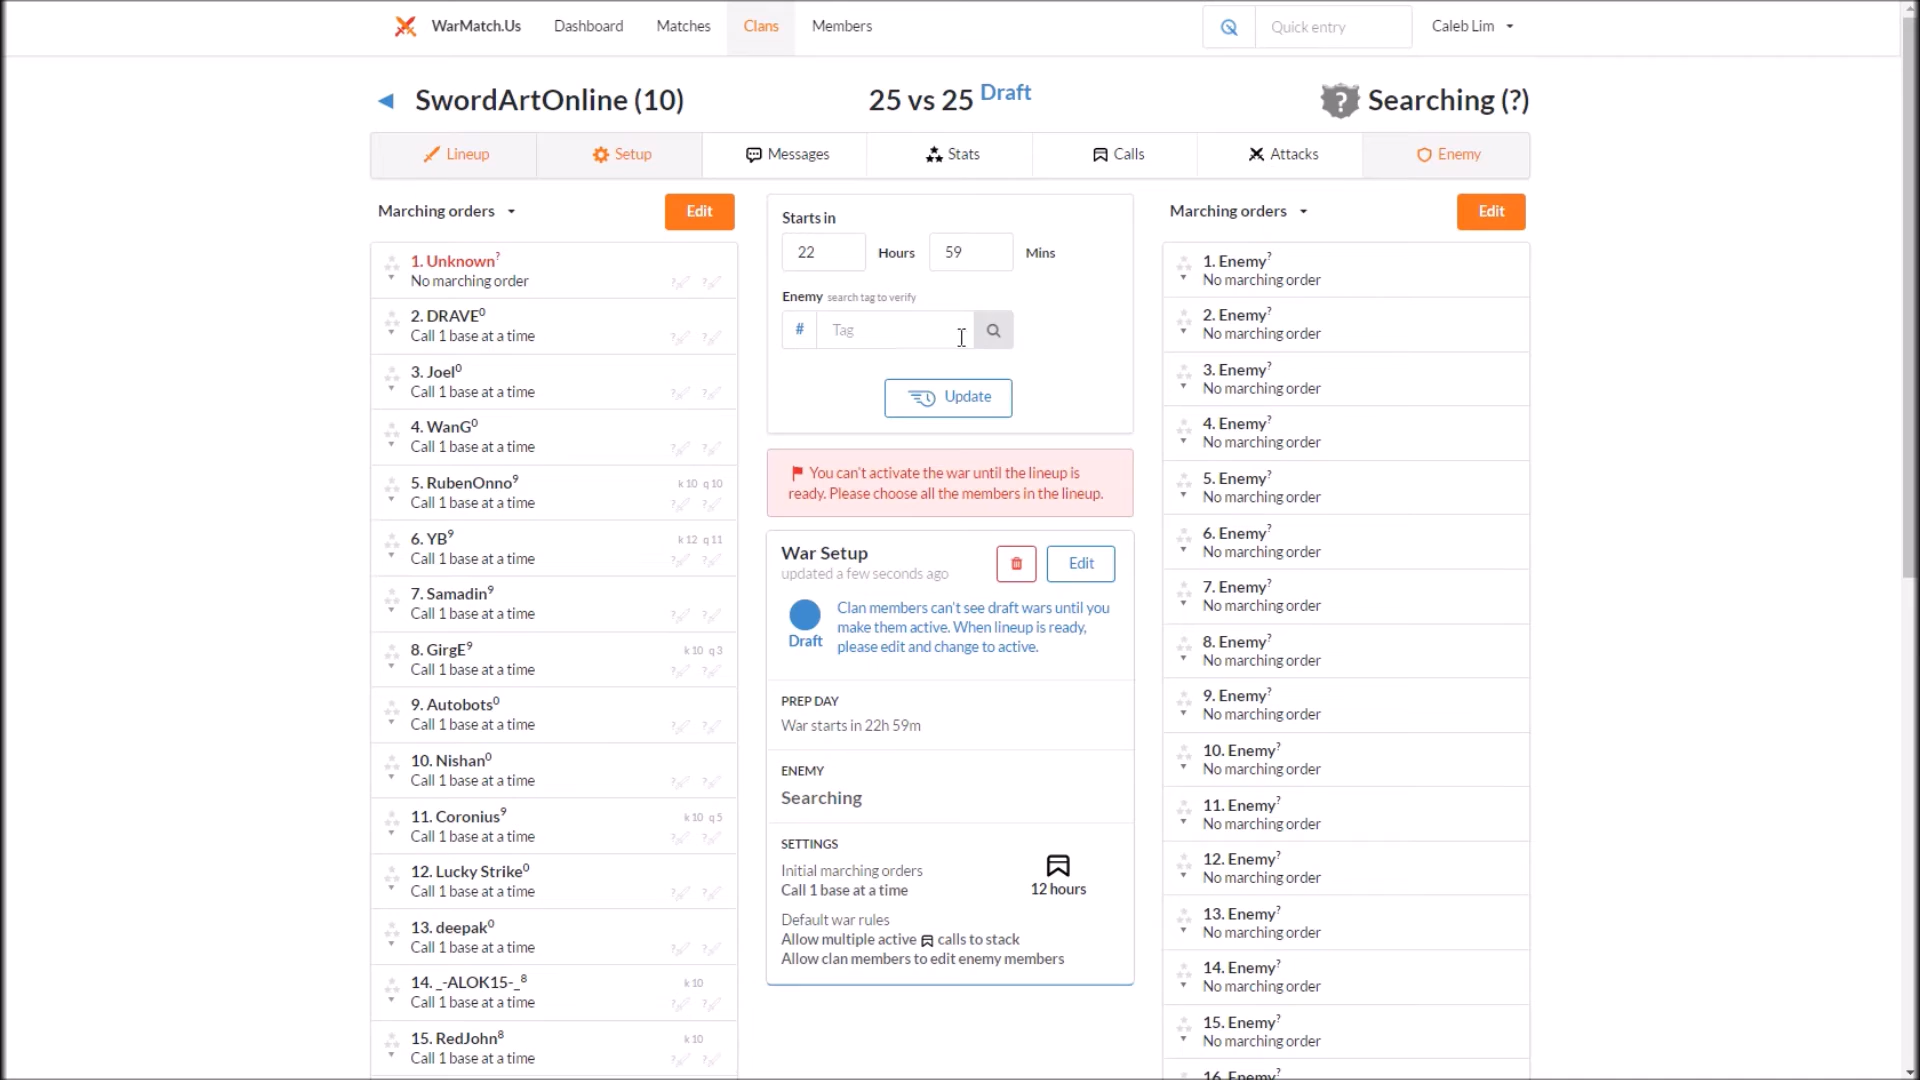 WarMatch.Us Dashboard Matches Clans Members Quick entry Caleb Lim
SwordArtOnline (10) 25 vs 25 Draft ? Searching (?)
Lineup Setup Messages Stats Calls Attacks Enemy
Marching orders Edit
1. Unknown?
No marching order
2. DRAVE0
Call 1 base at a time
3. Joel0
Call 1 base at a time
4. WanG0
Call 1 base at a time
5. RubenOnno9 k 10 q 10
Call 1 base at a time
6. YB9 k 12 q 11
Call 1 base at a time
7. Samadin9
Call 1 base at a time
8. GirgE9 k 10 q 3
Call 1 base at a time
9. Autobots0
Call 1 base at a time
10. Nishan0
Call 1 base at a time
11. Coronius9 k 10 q 5
Call 1 base at a time
12. Lucky Strike0
Call 1 base at a time
13. deepak0
Call 1 base at a time
14. _-ALOK15-_8 k 10
Call 1 base at a time
15. RedJohn8 k 10
Call 1 base at a time
Starts in
22 Hours 59 Mins
Enemy search tag to verify
# Tag
Update
You can't activate the war until the lineup is
ready. Please choose all the members in the lineup.
War Setup
updated a few seconds ago
Edit
Draft
Clan members can't see draft wars until you
make them active. When lineup is ready,
please edit and change to active.
PREP DAY
War starts in 22h 59m
ENEMY
Searching
SETTINGS
Initial marching orders
Call 1 base at a time
12 hours
Default war rules
Allow multiple active calls to stack
Allow clan members to edit enemy members
Marching orders Edit
1. Enemy?
No marching order
2. Enemy?
No marching order
3. Enemy?
No marching order
4. Enemy?
No marching order
5. Enemy?
No marching order
6. Enemy?
No marching order
7. Enemy?
No marching order
8. Enemy?
No marching order
9. Enemy?
No marching order
10. Enemy?
No marching order
11. Enemy?
No marching order
12. Enemy?
No marching order
13. Enemy?
No marching order
14. Enemy?
No marching order
15. Enemy?
No marching order
16. Enemy?